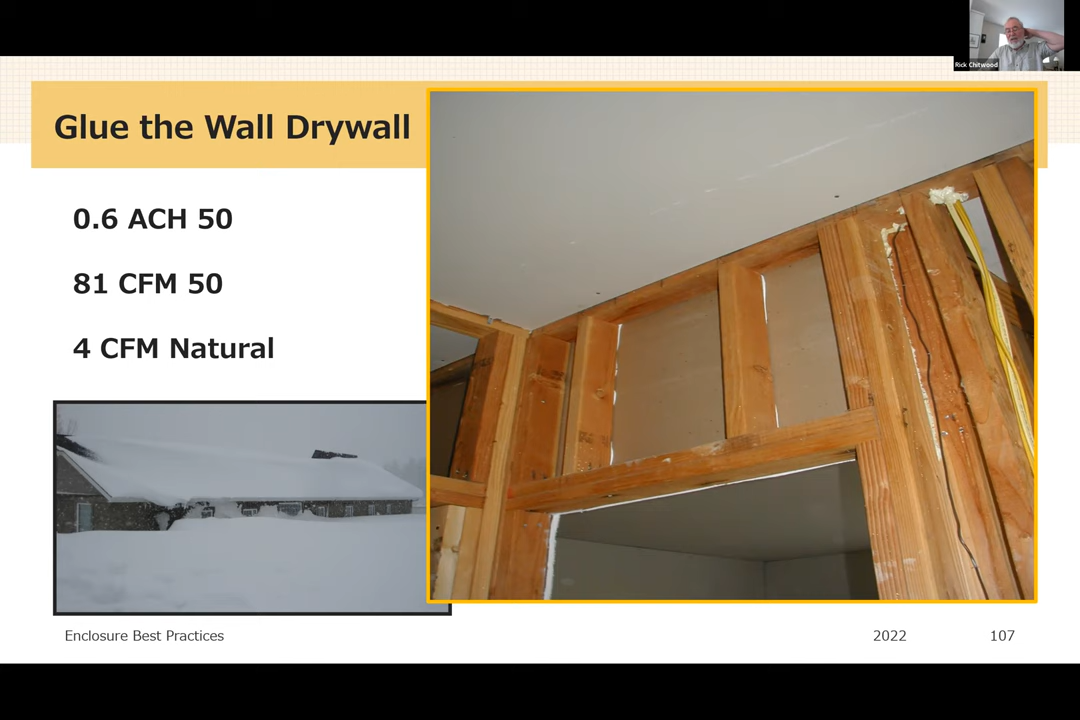 Rick Chitwood
Glue the Wall Drywall
0.6 ACH 50
81 CFM 50
4 CFM Natural
Enclosure Best Practices
2022
107